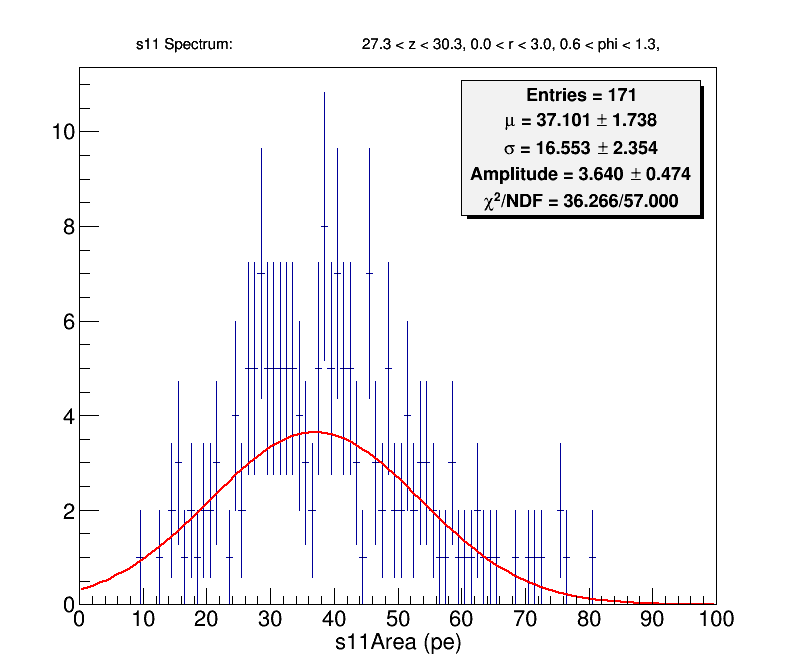 s11 Spectrum: 27.3 < z < 30.3, 0.0 < r < 3.0, 0.6 < phi < 1.3,
Entries = 171
μ = 37.101 ± 1.738
σ = 16.553 ± 2.354
Amplitude = 3.640 ± 0.474
χ²/NDF = 36.266/57.000
10
8
6
4
2
0
0 10 20 30 40 50 60 70 80 90 100
s11Area (pe)